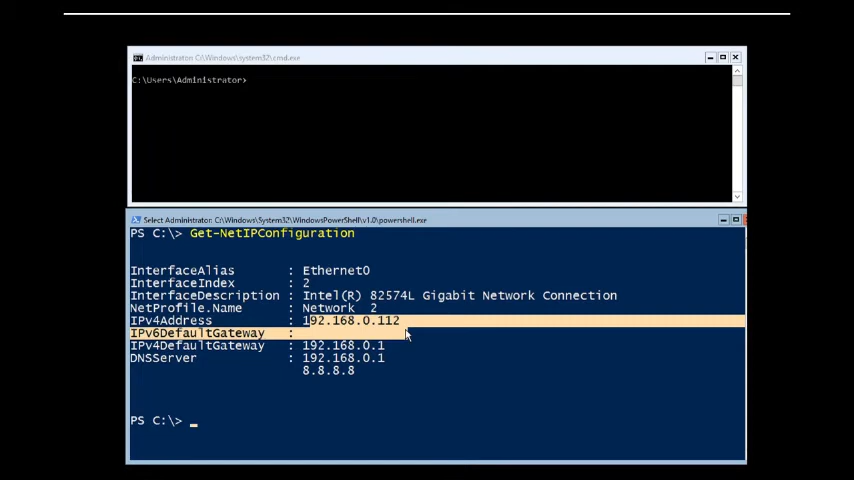 Administrator: C:\Windows\system32\cmd.exe
C:\Users\Administrator>
Select Administrator: C:\Windows\System32\WindowsPowerShell\v1.0\powershell.exe
PS C:\> Get-NetIPConfiguration
InterfaceAlias : Ethernet0
InterfaceIndex : 2
InterfaceDescription : Intel(R) 82574L Gigabit Network Connection
NetProfile.Name : Network 2
IPv4Address : 192.168.0.112
IPv6DefaultGateway :
IPv4DefaultGateway : 192.168.0.1
DNSServer : 192.168.0.1
8.8.8.8
PS C:\> _